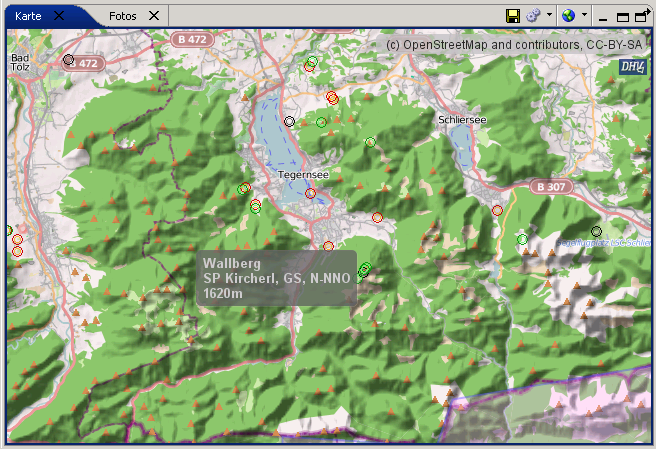 Karte
Fotos
(c) OpenStreetMap and contributors, CC-BY-SA
B 472
Bad
Tölz
B 472
DHV
Schliersee
Tegernsee
B 307
Wallberg
SP Kircherl, GS, N-NNO
1620m